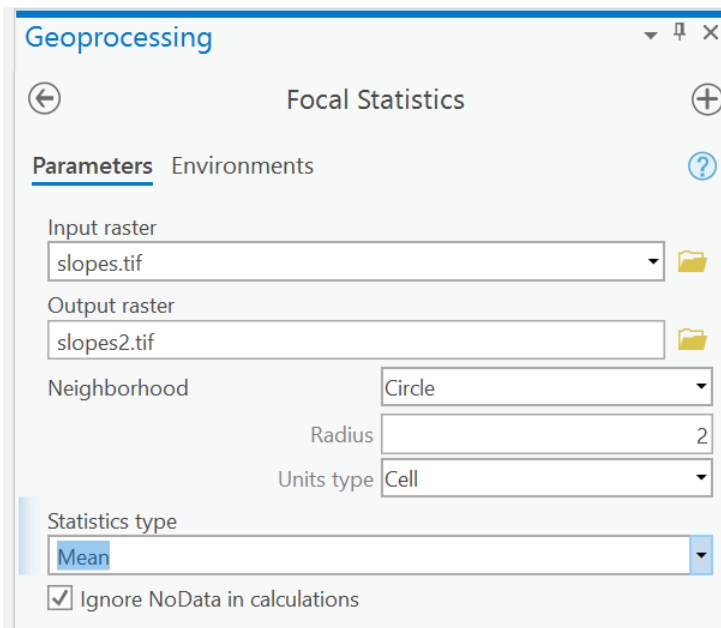 Geoprocessing
Focal Statistics
Parameters Environments
Input raster
slopes.tif
Output raster
slopes2.tif
Neighborhood Circle
Radius 2
Units type Cell
Statistics type
Mean
Ignore NoData in calculations